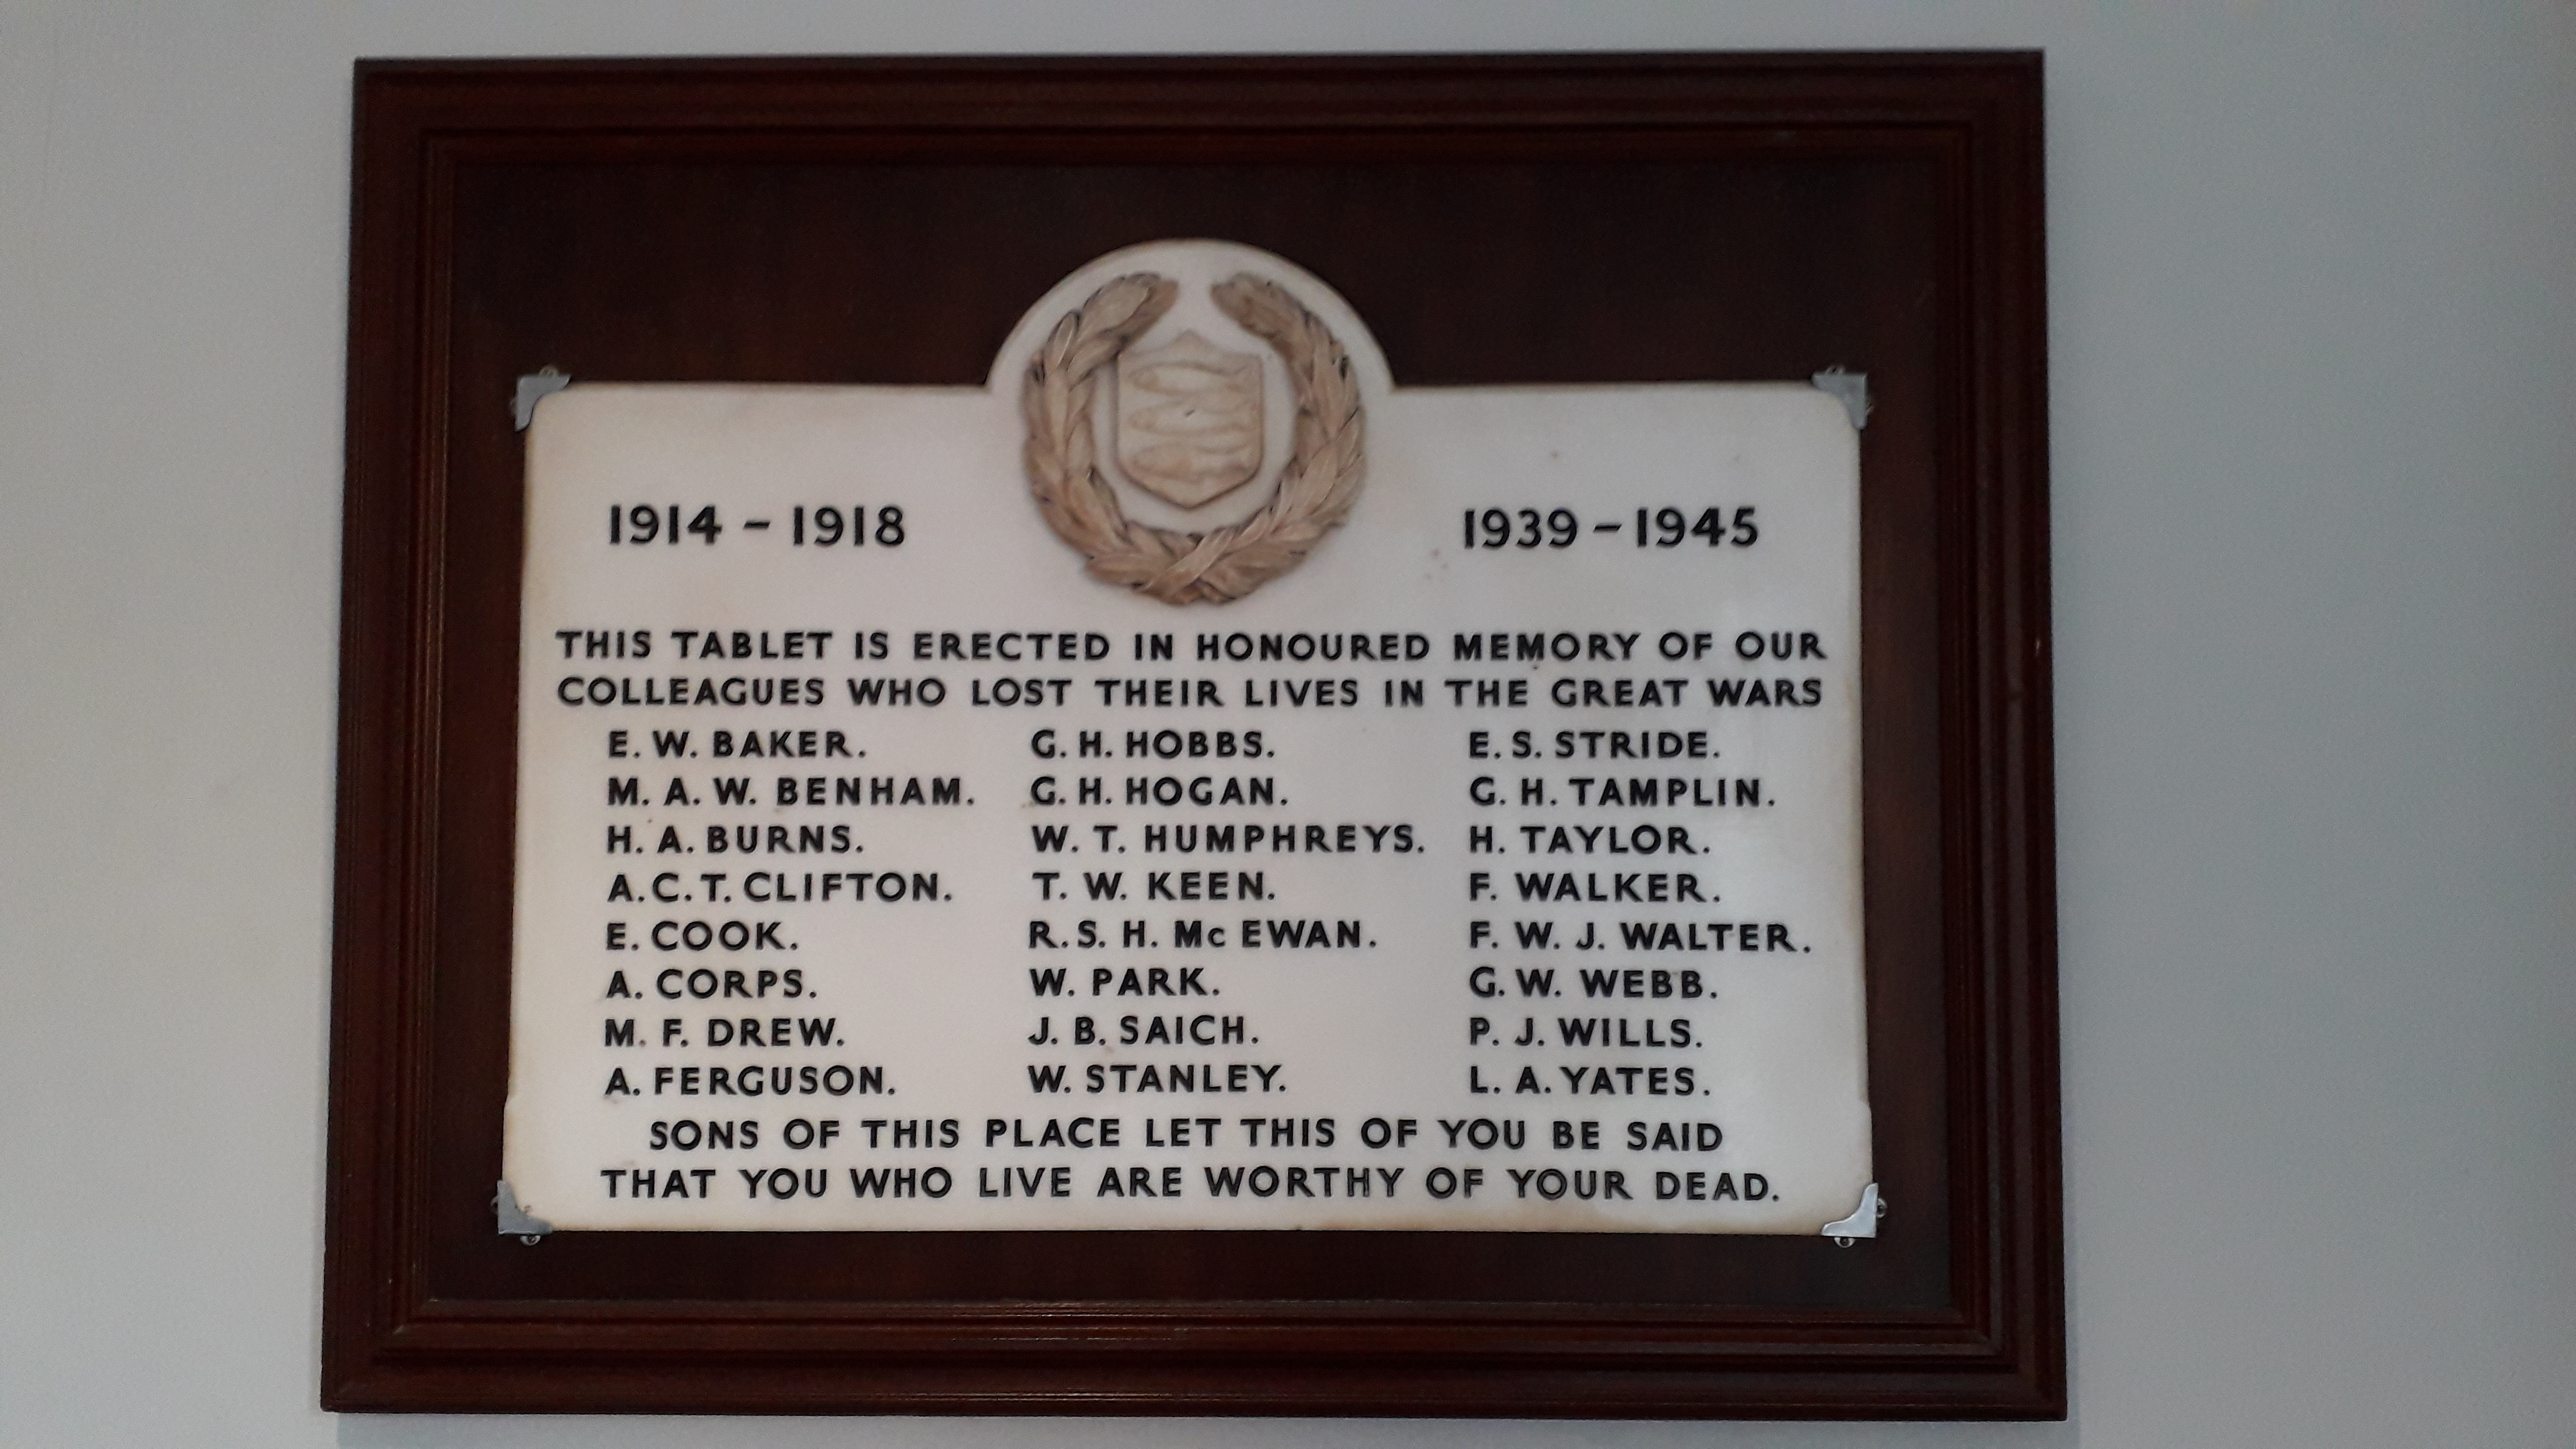 1914 - 1918 1939 - 1945
THIS TABLET IS ERECTED IN HONOURED MEMORY OF OUR
COLLEAGUES WHO LOST THEIR LIVES IN THE GREAT WARS
E. W. BAKER. G. H. HOBBS. E. S. STRIDE.
M. A. W. BENHAM. G. H. HOGAN. G. H. TAMPLIN.
H. A. BURNS. W. T. HUMPHREYS. H. TAYLOR.
A. C. T. CLIFTON. T. W. KEEN. F. WALKER.
E. COOK. R. S. H. Mc EWAN. F. W. J. WALTER.
A. CORPS. W. PARK. G. W. WEBB.
M. F. DREW. J. B. SAICH. P. J. WILLS.
A. FERGUSON. W. STANLEY. L. A. YATES.
SONS OF THIS PLACE LET THIS OF YOU BE SAID
THAT YOU WHO LIVE ARE WORTHY OF YOUR DEAD.